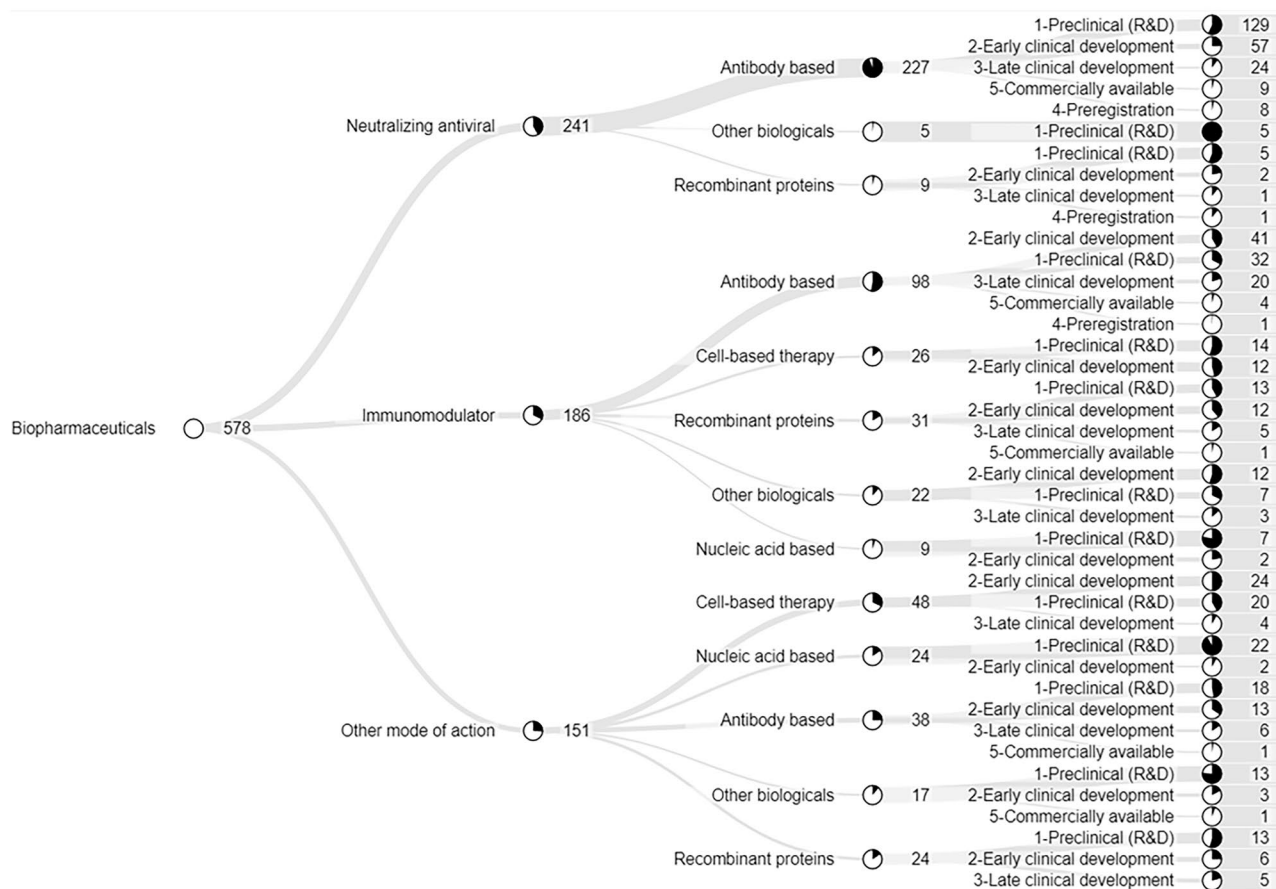 Biopharmaceuticals 578
Neutralizing antiviral 241
Antibody based 227
1-Preclinical (R&D) 129
2-Early clinical development 57
3-Late clinical development 24
5-Commercially available 9
4-Preregistration 8
Other biologicals 5
1-Preclinical (R&D) 5
Recombinant proteins 9
1-Preclinical (R&D) 5
2-Early clinical development 2
3-Late clinical development 1
4-Preregistration 1
Immunomodulator 186
Antibody based 98
2-Early clinical development 41
1-Preclinical (R&D) 32
3-Late clinical development 20
5-Commercially available 4
4-Preregistration 1
Cell-based therapy 26
1-Preclinical (R&D) 14
2-Early clinical development 12
Recombinant proteins 31
1-Preclinical (R&D) 13
2-Early clinical development 12
3-Late clinical development 5
5-Commercially available 1
Other biologicals 22
2-Early clinical development 12
1-Preclinical (R&D) 7
3-Late clinical development 3
Nucleic acid based 9
1-Preclinical (R&D) 7
2-Early clinical development 2
Other mode of action 151
Cell-based therapy 48
2-Early clinical development 24
1-Preclinical (R&D) 20
3-Late clinical development 4
Nucleic acid based 24
1-Preclinical (R&D) 22
2-Early clinical development 2
Antibody based 38
1-Preclinical (R&D) 18
2-Early clinical development 13
3-Late clinical development 6
5-Commercially available 1
Other biologicals 17
1-Preclinical (R&D) 13
2-Early clinical development 3
5-Commercially available 1
Recombinant proteins 24
1-Preclinical (R&D) 13
2-Early clinical development 6
3-Late clinical development 5